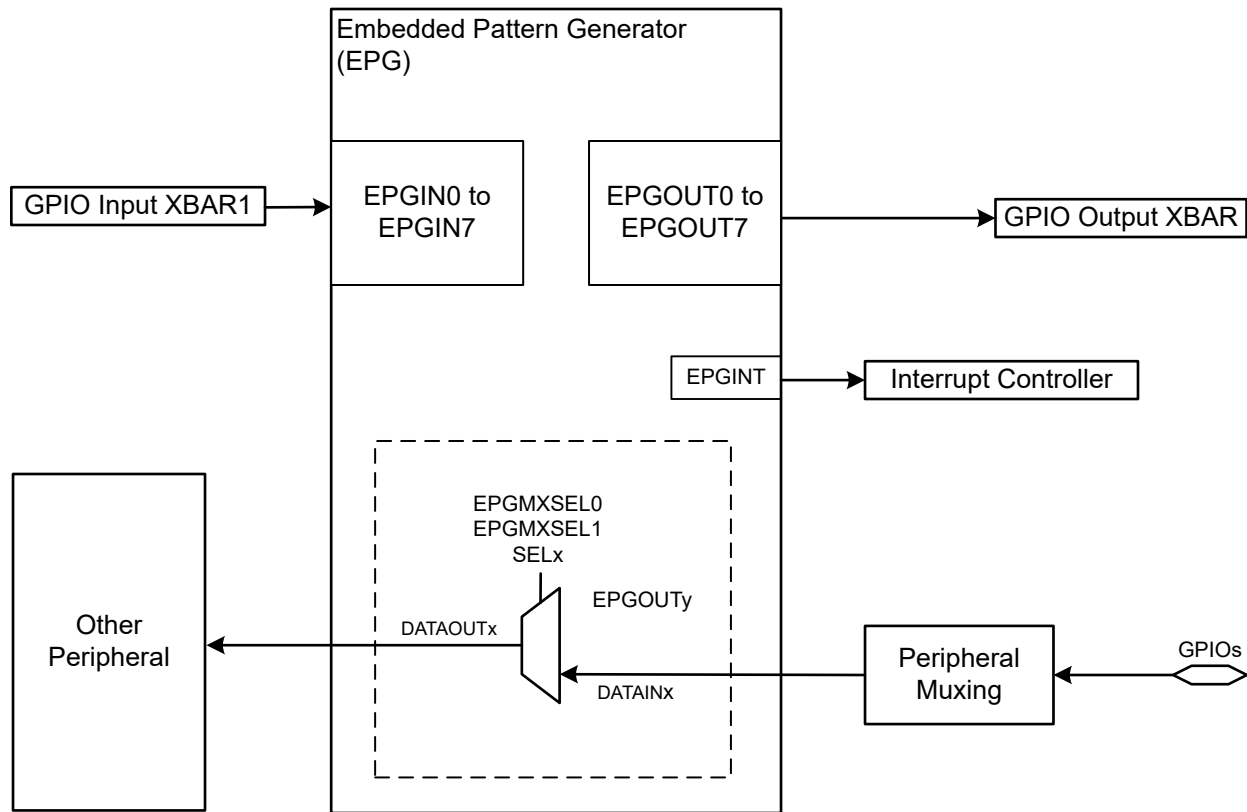 Embedded Pattern Generator
(EPG)
GPIO Input XBAR1
EPGIN0 to
EPGIN7
EPGOUT0 to
EPGOUT7
GPIO Output XBAR
EPGINT
Interrupt Controller
EPGMXSEL0
EPGMXSEL1
SELx
EPGOUTy
DATAOUTx
DATAINx
Other
Peripheral
Peripheral
Muxing
GPIOs